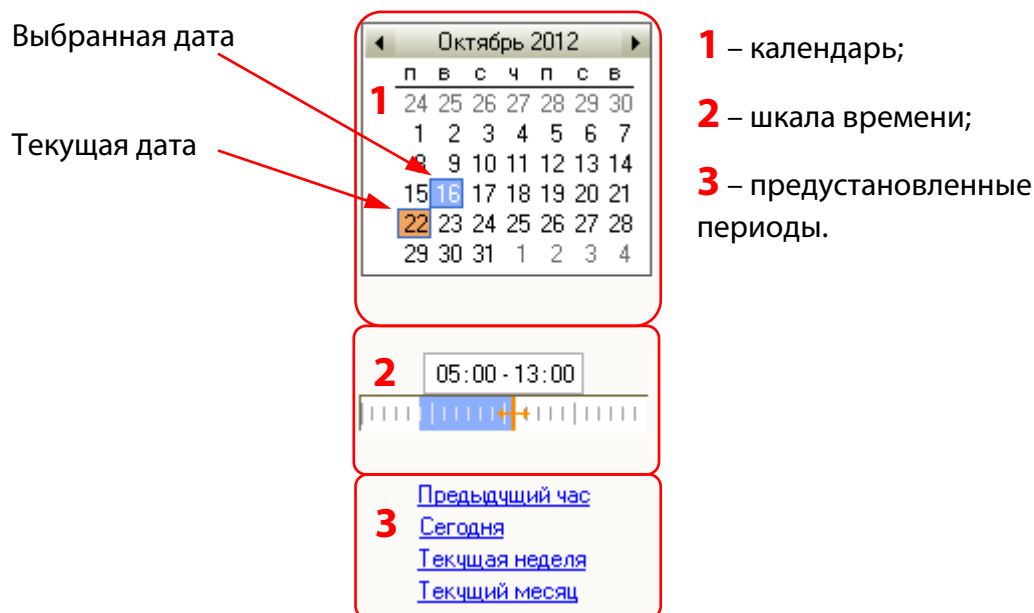 Выбранная дата
Текущая дата
Октябрь 2012
П В С Ч П С В
1
24 25 26 27 28 29 30
1 2 3 4 5 6 7
8 9 10 11 12 13 14
15 16 17 18 19 20 21
22 23 24 25 26 27 28
29 30 31 1 2 3 4
2
05:00 - 13:00
3
Предыдущий час
Сегодня
Текущая неделя
Текущий месяц
1 – календарь;
2 – шкала времени;
3 – предустановленные
периоды.